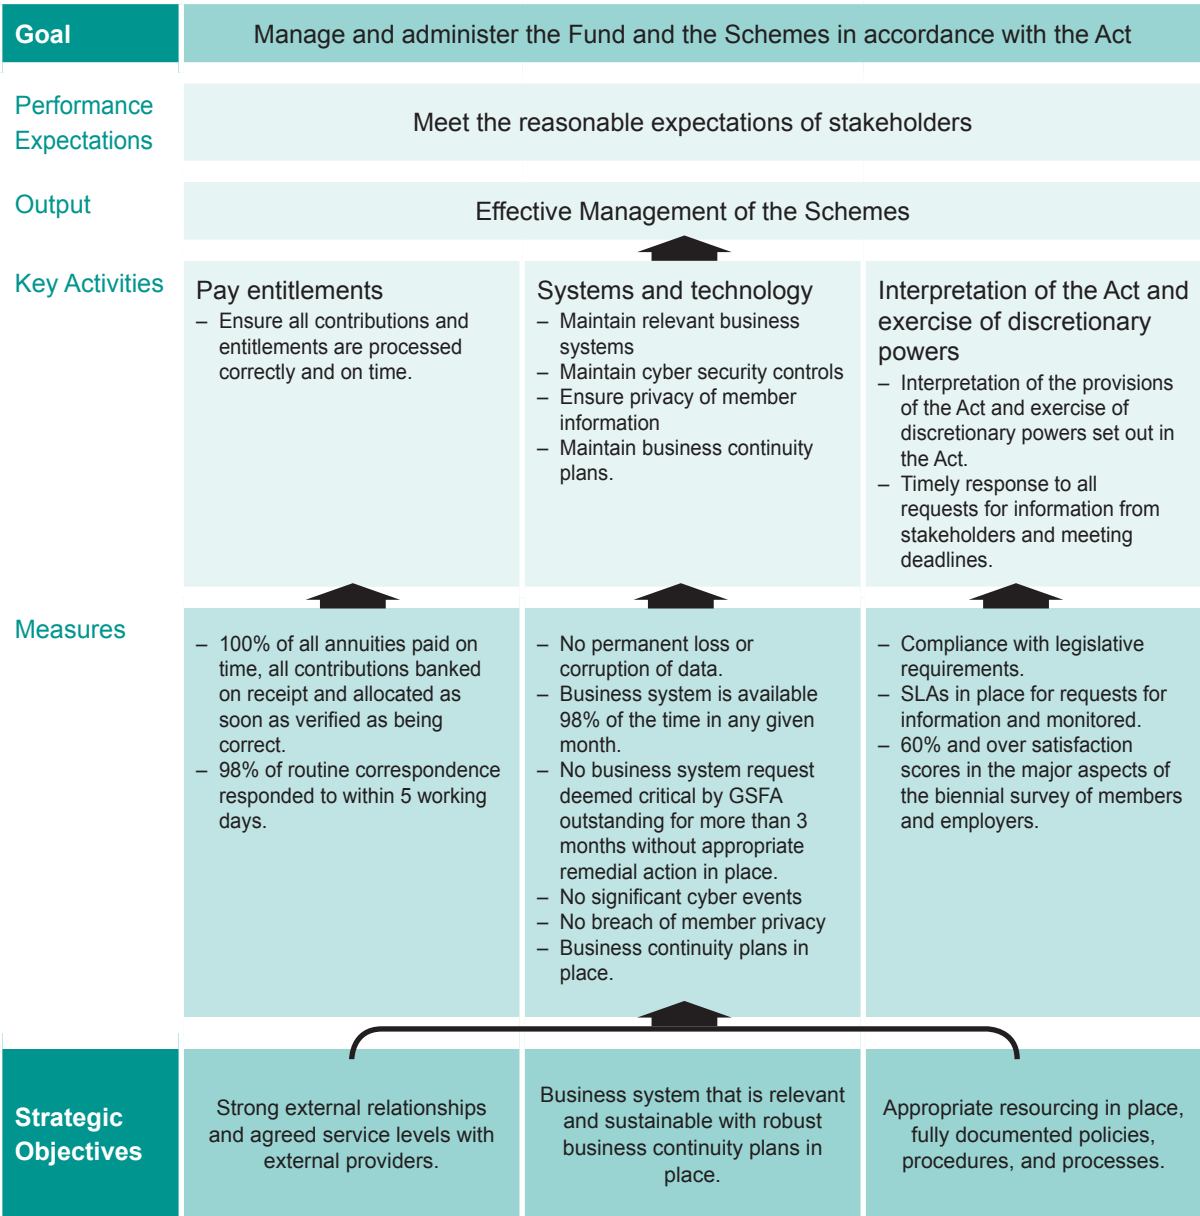 Goal
Manage and administer the Fund and the Schemes in accordance with the Act
Performance
Expectations
Meet the reasonable expectations of stakeholders
Output
Effective Management of the Schemes
Key Activities
Pay entitlements
– Ensure all contributions and
entitlements are processed
correctly and on time.
Systems and technology
– Maintain relevant business
systems
– Maintain cyber security controls
– Ensure privacy of member
information
– Maintain business continuity
plans.
Interpretation of the Act and
exercise of discretionary
powers
– Interpretation of the provisions
of the Act and exercise of
discretionary powers set out in
the Act.
– Timely response to all
requests for information from
stakeholders and meeting
deadlines.
Measures
– 100% of all annuities paid on
time, all contributions banked
on receipt and allocated as
soon as verified as being
correct.
– 98% of routine correspondence
responded to within 5 working
days.
– No permanent loss or
corruption of data.
– Business system is available
98% of the time in any given
month.
– No business system request
deemed critical by GSFA
outstanding for more than 3
months without appropriate
remedial action in place.
– No significant cyber events
– No breach of member privacy
– Business continuity plans in
place.
– Compliance with legislative
requirements.
– SLAs in place for requests for
information and monitored.
– 60% and over satisfaction
scores in the major aspects of
the biennial survey of members
and employers.
Strategic
Objectives
Strong external relationships
and agreed service levels with
external providers.
Business system that is relevant
and sustainable with robust
business continuity plans in
place.
Appropriate resourcing in place,
fully documented policies,
procedures, and processes.